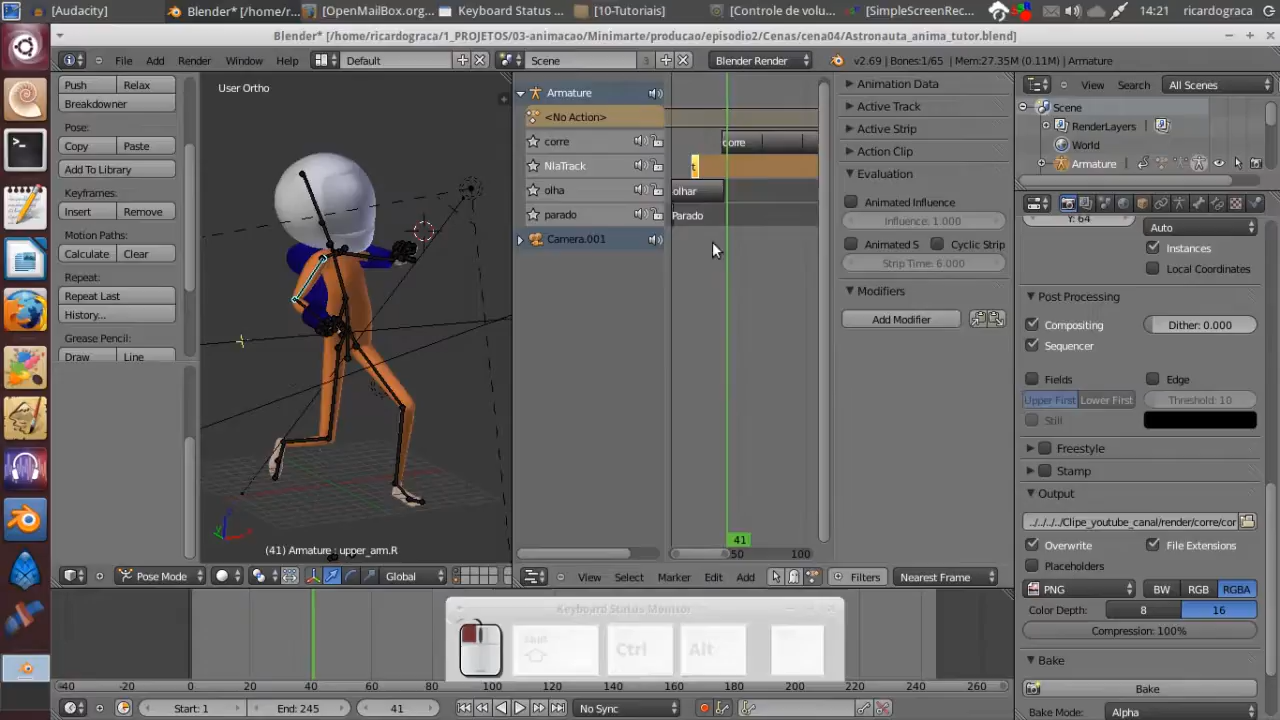 [Audacity] Blender* [/home/r... [OpenMailBox.org... Keyboard Status ... [10-Tutoriais] [Controle de volu... [SimpleScreenRec... 14:21 ricardograca
Blender* [/home/ricardograca/1_PROJETOS/03-animacao/Minimarte/producao/episodio2/Cenas/cena04/Astronauta_anima_tutor.blend]
File Add Render Window Help Default Scene 3 Blender Render v2.69 | Bones:1/65 | Mem:27.35M (0.11M) | Armature
Push Relax
Breakdowner
Pose:
Copy Paste
Add To Library
Keyframes:
Insert Remove
Motion Paths:
Calculate Clear
Repeat:
Repeat Last
History...
Grease Pencil:
Draw Line
User Ortho
(41) Armature : upper_arm.R
Pose Mode Global
Armature
<No Action>
corre
NlaTrack
olha
parado
Camera.001
corre
t
olhar
Parado
41
50 100
View Select Marker Edit Add Filters Nearest Frame
Animation Data
Active Track
Active Strip
Action Clip
Evaluation
Animated Influence
Influence: 1.000
Animated S Cyclic Strip
Strip Time: 6.000
Modifiers
Add Modifier
View Search All Scenes
Scene
RenderLayers
World
Armature
Y: 64 Auto
Instances
Local Coordinates
Post Processing
Compositing Dither: 0.000
Sequencer
Fields Edge
Upper First Lower First Threshold: 10
Still
Freestyle
Stamp
Output
../../../../Clipe_youtube_canal/render/corre/cor
Overwrite File Extensions
Placeholders
PNG BW RGB RGBA
Color Depth: 8 16
Compression: 100%
Bake
Bake
Bake Mode: Alpha
Keyboard Status Monitor
Shift Ctrl Alt
-40 -20 0 20 40 60 80 100 120 140 160 180 200 220 240 260
Start: 1 End: 245 41 No Sync